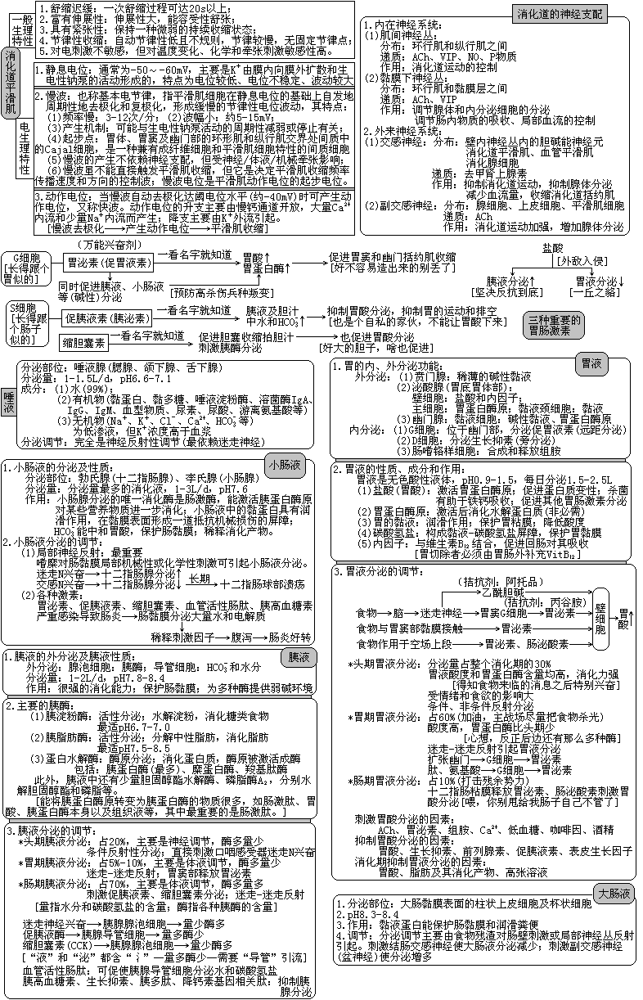 一般生理特性
1.舒缩迟缓：一次舒缩过程可达20s以上；
2.富有伸展性：伸展性大，能容受性舒张；
3.具有紧张性：保持一种微弱的持续收缩状态；
4.节律性收缩：自动节律性低且不规则，节律较慢，无固定节律点；
5.对电刺激不敏感，但对温度变化、化学和牵张刺激敏感性高。
消化道平滑肌
电生理特性
1.静息电位：通常为-50～-60mV，主要是K⁺由膜内向膜外扩散和生
电性钠泵的活动形成的，特点为电位较低、电位不稳定、波动较大
2.慢波：也称基本电节律，指平滑肌细胞在静息电位的基础上自发地
周期性地去极化和复极化，形成缓慢的节律性电位波动，其特点：
(1)频率慢：3-12次/分；(2)波幅小：约5-15mV；
(3)产生机制：可能与生电性钠泵活动的周期性减弱或停止有关；
(4)起步点：胃体、胃窦及幽门部的环形肌和纵行肌交界处间质中
的Cajal细胞，是一种兼有成纤维细胞和平滑肌细胞特性的间质细胞
(5)慢波的产生不依赖神经支配，但受神经/体液/机械牵张影响；
(6)慢波虽不能直接触发平滑肌收缩，但它是决定平滑肌收缩频率
传播速度和方向的控制波；慢波电位是平滑肌动作电位的起步电位。
3.动作电位：当慢波自动去极化达阈电位水平(约-40mV)时可产生动
作电位，又称快波。动作电位的升支主要由慢钙通道开放，大量Ca²⁺
内流和少量Na⁺内流而产生；降支主要由K⁺外流引起。
[慢波去极化→产生动作电位→平滑肌收缩]
消化道的神经支配
1.内在神经系统：
(1)肌间神经丛：
分布：环行肌和纵行肌之间
递质：ACh、VIP、NO、P物质
作用：消化道运动的控制
(2)黏膜下神经丛：
分布：环行肌和黏膜层之间
递质：ACh、VIP
作用：调节腺体和内分泌细胞的分泌
调节肠内物质的吸收、局部血流的控制
2.外来神经系统：
(1)交感神经：分布：壁内神经丛内的胆碱能神经元
消化道平滑肌、血管平滑肌
消化腺细胞
递质：去甲肾上腺素
作用：抑制消化道运动，抑制腺体分泌
减少血流量，收缩消化道括约肌
(2)副交感神经：分布：腺细胞、上皮细胞、平滑肌细胞
递质：ACh
作用：消化道运动加强，增加腺体分泌
(万能兴奋剂)
G细胞
[长得跟个
胃似的]
胃泌素(促胃液素)
一看名字就知道
胃酸↑
胃蛋白酶↑
促进胃窦和幽门括约肌收缩
[好不容易造出来的别丢了]
同时促进胰液、小肠液
等(碱性)分泌
[预防高杀伤兵种叛变]
盐酸
[外敌入侵]
胰液分泌↑
[坚决反抗到底]
胃液分泌↓
[一丘之貉]
S细胞
[长得跟
个肠子
似的]
促胰液素(胰泌素)
一看名字就知道
胰液及胆汁
中水和HCO₃⁻↑
抑制胃酸分泌，抑制胃的运动和排空
[也是个自私的家伙，不能让胃酸下来]
缩胆囊素
一看名字就知道
促进胆囊收缩拍胆汁
刺激胰酶分泌
也促进胃酸分泌
[好大的胆子，啥也促进]
三种重要的
胃肠激素
唾液
分泌部位：唾液腺(腮腺、颌下腺、舌下腺)
分泌量：1-1.5L/d，pH6.6-7.1
成分：(1)水(99%)；
(2)有机物(黏蛋白、黏多糖、唾液淀粉酶、溶菌酶IgA、
IgG、IgM、血型物质、尿素、尿酸、游离氨基酸等)
(3)无机物(Na⁺、K⁺、Cl⁻、Ca²⁺、HCO₃⁻等)
为低渗液，但K⁺浓度高于血浆
分泌调节：完全是神经反射性调节(最依赖迷走神经)
小肠液
1.小肠液的分泌及性质：
分泌部位：勃氏腺(十二指肠腺)、李氏腺(小肠腺)
分泌量：分泌量最多的消化液，1-3L/d，pH7.6
作用：小肠腺分泌的唯一消化酶是肠激酶，能激活胰蛋白酶原
对某些营养物质进一步消化；小肠液中的黏蛋白具有润
滑作用，在黏膜表面形成一道抵抗机械损伤的屏障；
HCO₃⁻能中和胃酸，保护肠黏膜；稀释消化产物。
2.小肠液分泌的调节：
(1)局部神经反射：最重要
嗜糜对肠黏膜局部机械性或化学性刺激可引起小肠液分泌。
迷走N兴奋→十二指肠腺分泌↑
交感N兴奋→十二指肠腺分泌↓ 长期→十二指肠球部溃疡
(2)各种激素：
胃泌素、促胰液素、缩胆囊素、血管活性肠肽、胰高血糖素
严重感染导致肠炎→肠黏膜分泌大量水和电解质
↓
稀释刺激因子→腹泻→肠炎好转
胰液
1.胰液的外分泌及胰液性质：
外分泌：腺泡细胞：胰酶；导管细胞：HCO₃⁻和水分
分泌量：1-2L/d，pH7.8-8.4
作用：很强的消化能力；保护肠黏膜；为多种酶提供弱碱环境
2.主要的胰酶：
(1)胰淀粉酶：活性分泌；水解淀粉，消化糖类食物
最适pH6.7-7.0
(2)胰脂肪酶：活性分泌；分解中性脂肪，消化脂肪
最适pH7.5-8.5
(3)蛋白水解酶：酶原分泌；消化蛋白质，酶原被激活成酶
包括：胰蛋白酶(最多)、糜蛋白酶、羧基肽酶
此外，胰液中还有少量胆固醇酯水解酶、磷脂酶A₂，分别水
解胆固醇酯和磷脂等。
[能将胰蛋白酶原转变为胰蛋白酶的物质很多，如肠激肽、胃
酸、胰蛋白酶本身以及组织液等，其中最重要的是肠激肽。]
3.胰液分泌的调节：
*头期胰液分泌：占20%，主要是神经调节，酶多量少
条件反射性分泌；直接刺激口咽感受器迷走N兴奋
*胃期胰液分泌：占5%-10%，主要是体液调节，酶多量少
迷走-迷走反射；胃窦部释放胃泌素
*肠期胰液分泌：占70%，主要是体液调节，酶多量多
刺激促胰液素、缩胆囊素分泌；迷走-迷走反射
[量指水分和碳酸氢盐的含量；酶指各种胰酶的含量]
迷走神经兴奋→胰腺腺泡细胞→量少酶多
促胰液酶→胰腺导管细胞→量多酶少
缩胆囊素(CCK)→胰腺腺泡细胞→量少酶多
[“液”和“泌”都含“氵”—量多酶少—需要“导管”引流]
血管活性肠肽：可促使胰腺导管细胞分泌水和碳酸氢盐
胰高血糖素、生长抑素、胰多肽、降钙素基因相关肽：抑制胰
腺分泌
胃液
1.胃的内、外分泌功能：
外分泌：(1)贲门腺：稀薄的碱性黏液
(2)泌酸腺(胃底胃体部)：
壁细胞：盐酸和内因子；
主细胞：胃蛋白酶原；黏液颈细胞：黏液
(3)幽门腺：黏液细胞：碱性黏液、胃蛋白酶原
内分泌：(1)G细胞：位于幽门部，分泌促胃液素(远距分泌)
(2)D细胞：分泌生长抑素(旁分泌)
(3)肠嗜铬样细胞：合成和释放组胺
2.胃液的性质、成分和作用：
胃液是无色酸性液体，pH0.9-1.5，每日分泌1.5-2.5L
(1)盐酸(胃酸)：激活胃蛋白酶原；促进蛋白质变性；杀菌
有助于铁钙吸收；促进其他胃肠激素分泌
(2)胃蛋白酶原：激活后消化水解蛋白质(非必需)
(3)胃的黏液：润滑作用；保护胃粘膜；降低酸度
(4)碳酸氢盐：构成黏液-碳酸氢盐屏障，保护胃黏膜
(5)内因子：与维生素B₁₂结合，促进回肠对其吸收
[胃切除者必须由胃肠外补充VitB₁₂]
3.胃液分泌的调节：
(拮抗剂：阿托品)
乙酰胆碱
(拮抗剂：丙谷胺)
食物→脑→迷走神经→胃窦G细胞→胃泌素
食物与胃窦部黏膜接触→胃泌素
食物作用于空场上段→胃泌素、肠泌酸素
壁细胞
胃酸↑
*头期胃液分泌：分泌量占整个消化期的30%
胃液酸度和胃蛋白酶含量均高，消化力强
[得知食物来临的消息之后特别兴奋]
受情绪和食欲的影响大
条件、非条件反射分泌
*胃期胃液分泌：占60%(加油，主战场尽量把食物杀光)
酸度高，胃蛋白酶比头期少
[心想，反正后边还有那么多种酶]
迷走-迷走反射引起胃液分泌
扩张幽门→G细胞→胃泌素
肽、氨基酸→G细胞→胃泌素
*肠期胃液分泌：占10%(打击残余势力)
十二指肠粘膜释放胃泌素、肠泌酸素刺激胃
酸分泌[喂，你别甩给我肠子自己不管了]
刺激胃酸分泌的因素：
ACh、胃泌素、组胺、Ca²⁺、低血糖、咖啡因、酒精
抑制胃酸分泌的因素：
胃酸、生长抑素、前列腺素、促胰液素、表皮生长因子
消化期抑制胃液分泌的因素：
胃酸、脂肪及其消化产物、高张溶液
大肠液
1.分泌部位：大肠黏膜表面的柱状上皮细胞及杯状细胞
2.pH8.3-8.4
3.作用：黏液蛋白能保护肠黏膜和润滑粪便
4.调节：分泌调节主要由食物残渣对肠壁刺激或局部神经丛反射
引起。刺激结肠交感神经使大肠液分泌减少；刺激副交感神经
(盆神经)使分泌增多